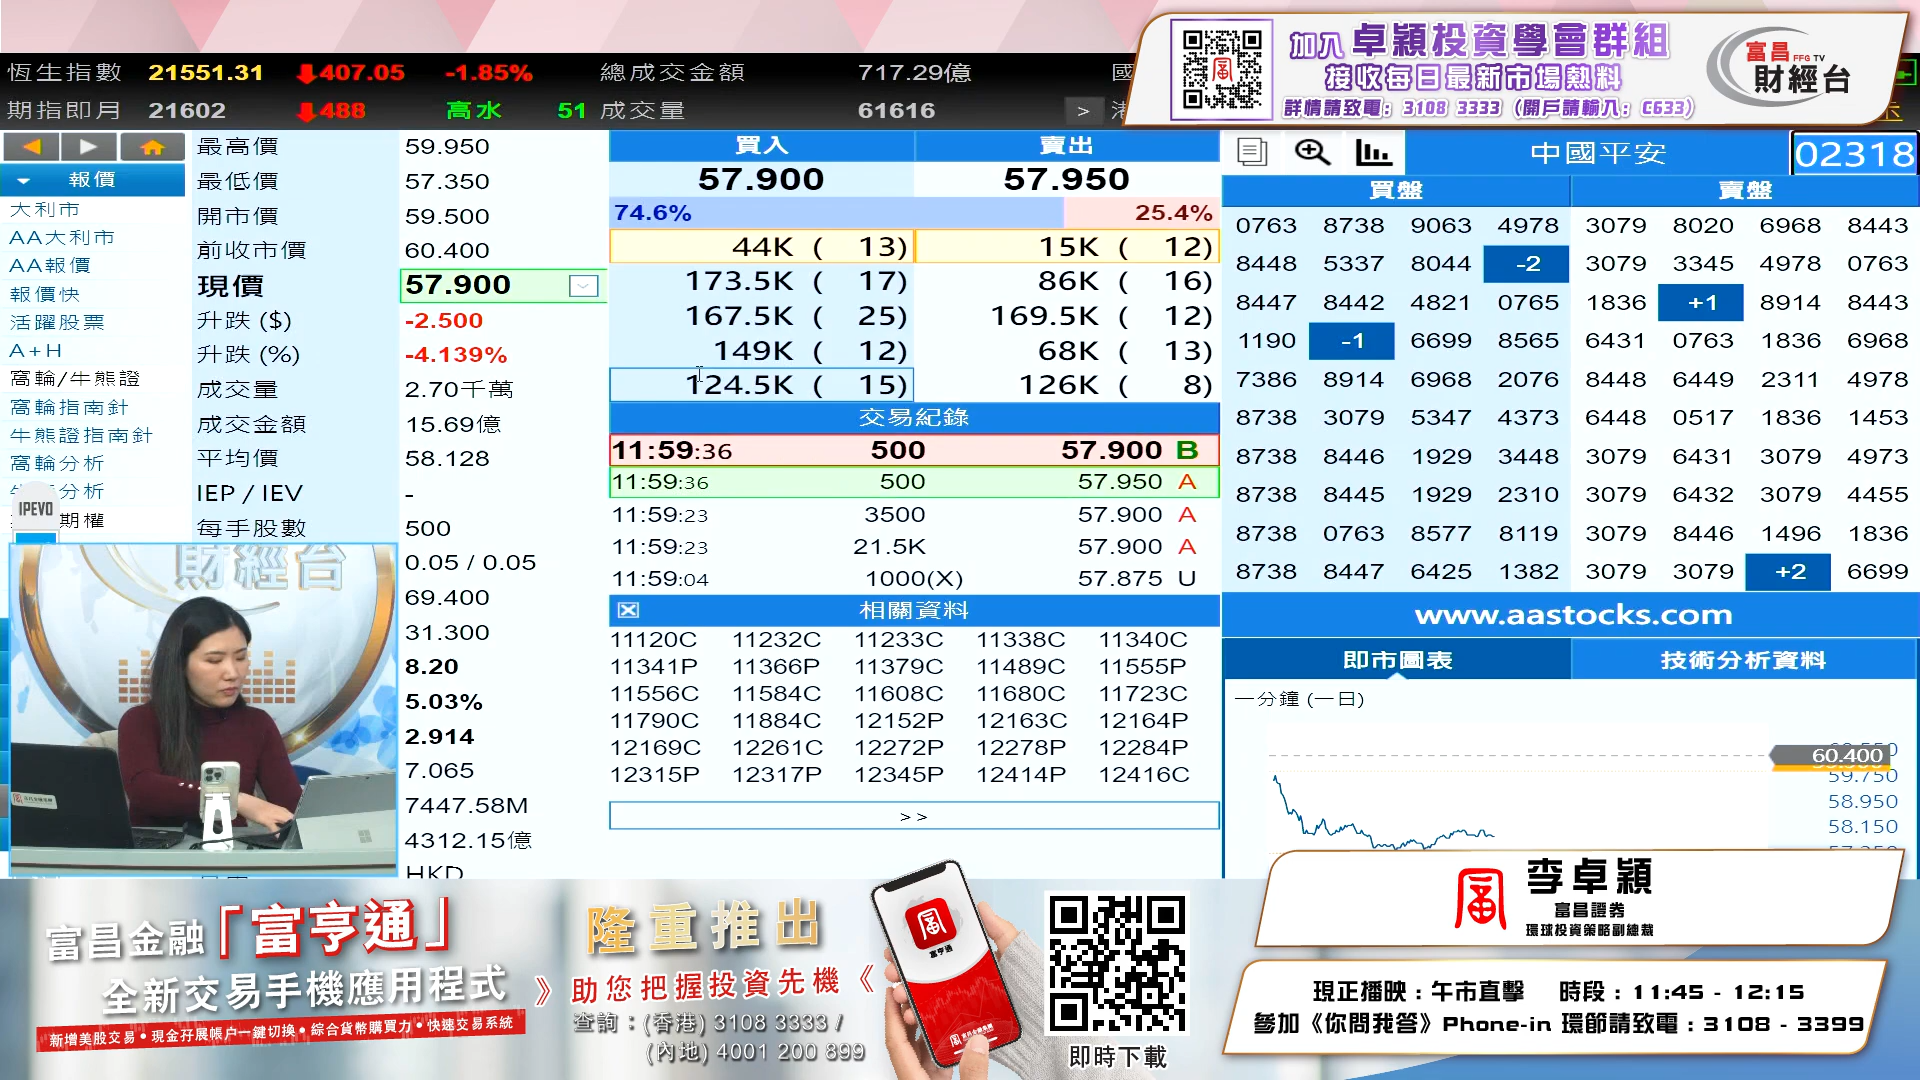 恆生指數 21551.31 407.05 -1.85% 總成交金額 717.29億
期指即月 21602 488 高水 51 成交量 61616 >
加入 卓穎投資學會群組
接收每日最新市場熱料
詳情請致電：3108 3333（開戶請輸入：C633）
富昌 FFG TV
財經台
報價
大利市
AA大利市
AA報價
報價快
活躍股票
A+H
窩輪/牛熊證
窩輪指南針
牛熊證指南針
窩輪分析
分析
期權
IPEVO
最高價 59.950
最低價 57.350
開市價 59.500
前收市價 60.400
現價 57.900
升跌 ($) -2.500
升跌 (%) -4.139%
成交量 2.70千萬
成交金額 15.69億
平均價 58.128
IEP / IEV -
每手股數 500
0.05 / 0.05
69.400
31.300
8.20
5.03%
2.914
7.065
7447.58M
4312.15億
HKD
買入 賣出
57.900 57.950
74.6% 25.4%
44K ( 13) 15K ( 12)
173.5K ( 17) 86K ( 16)
167.5K ( 25) 169.5K ( 12)
149K ( 12) 68K ( 13)
124.5K ( 15) 126K ( 8)
交易紀錄
11:59:36 500 57.900 B
11:59:36 500 57.950 A
11:59:23 3500 57.900 A
11:59:23 21.5K 57.900 A
11:59:04 1000(X) 57.875 U
相關資料
11120C 11232C 11233C 11338C 11340C
11341P 11366P 11379C 11489C 11555P
11556C 11584C 11608C 11680C 11723C
11790C 11884C 12152P 12163C 12164P
12169C 12261C 12272P 12278P 12284P
12315P 12317P 12345P 12414P 12416C
>>
中國平安 02318
買盤 賣盤
0763 8738 9063 4978 3079 8020 6968 8443
8448 5337 8044 -2 3079 3345 4978 0763
8447 8442 4821 0765 1836 +1 8914 8443
1190 -1 6699 8565 6431 0763 1836 6968
7386 8914 6968 2076 8448 6449 2311 4978
8738 3079 5347 4373 6448 0517 1836 1453
8738 8446 1929 3448 3079 6431 3079 4973
8738 8445 1929 2310 3079 6432 3079 4455
8738 0763 8577 8119 3079 8446 1496 1836
8738 8447 6425 1382 3079 3079 +2 6699
www.aastocks.com
即市圖表 技術分析資料
一分鐘 (一日)
60.400
59.750
58.950
58.150
財經台
李卓穎
富昌證券
環球投資策略副總裁
現正播映：午市直擊 時段：11:45 - 12:15
參加《你問我答》Phone-in 環節請致電：3108 - 3399
富昌金融「富亨通」
全新交易手機應用程式
新增美股交易•現金孖展帳户一鍵切換•綜合貨幣購買力•快速交易系統
隆重推出
》助您把握投資先機《
查詢：(香港) 3108 3333 /
(內地) 4001 200 899
富亨通
即時下載